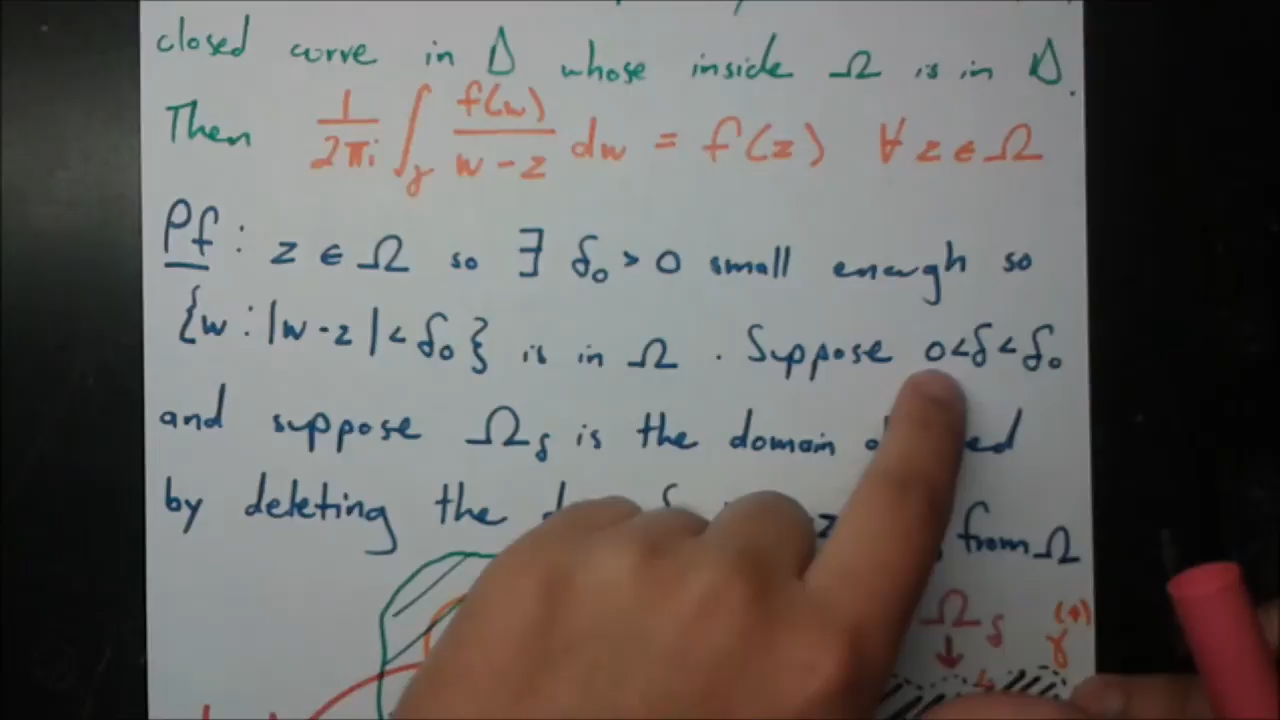 closed curve in D whose inside Ω is in D.
Then 1/2πi ∫γ f(w)/w-z dw = f(z) ∀ z ∈ Ω
Pf: z ∈ Ω so ∃ δ₀ > 0 small enough so
{w : |w-z| < δ₀} is in Ω . Suppose 0<δ<δ₀
and suppose Ωδ is the domain
by deleting the from Ω
Ωδ γ (+)